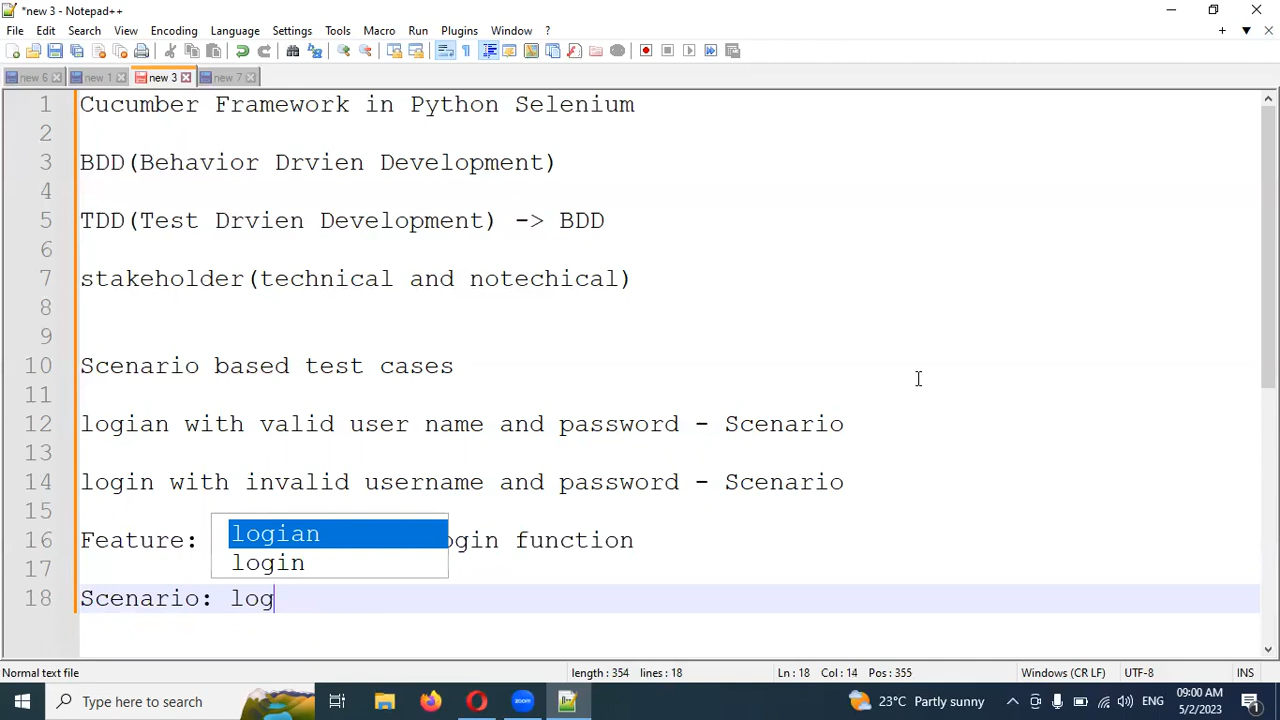 *new 3 - Notepad++
File Edit Search View Encoding Language Settings Tools Macro Run Plugins Window ?
new 6 new 1 new 3 new 7
1 Cucumber Framework in Python Selenium
2
3 BDD(Behavior Drvien Development)
4
5 TDD(Test Drvien Development) -> BDD
6
7 stakeholder(technical and notechical)
8
9
10 Scenario based test cases
11
12 logian with valid user name and password - Scenario
13
14 login with invalid username and password - Scenario
15
logian
16 Feature: ogin function
login
17
18 Scenario: log
Normal text file length : 354 lines : 18 Ln : 18 Col : 14 Pos : 355 Windows (CR LF) UTF-8 INS
Type here to search zoom 23°C Partly sunny ENG 09:00 AM 5/2/2023 1